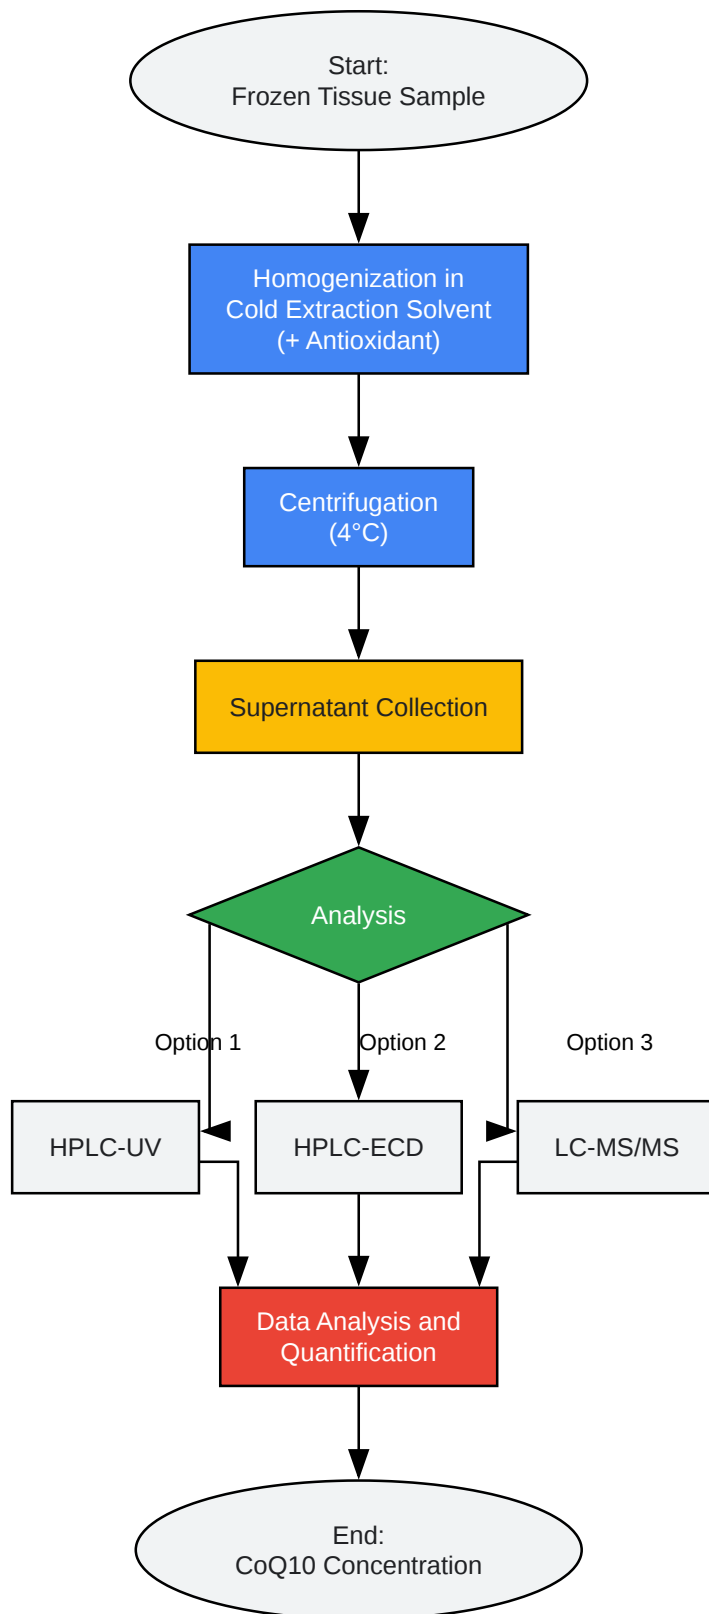 Start:
Frozen Tissue Sample
Homogenization in
Cold Extraction Solvent
(+ Antioxidant)
Centrifugation
(4°C)
Supernatant Collection
Analysis
Option 1
Option 2
Option 3
HPLC-UV
HPLC-ECD
LC-MS/MS
Data Analysis and
Quantification
End:
CoQ10 Concentration